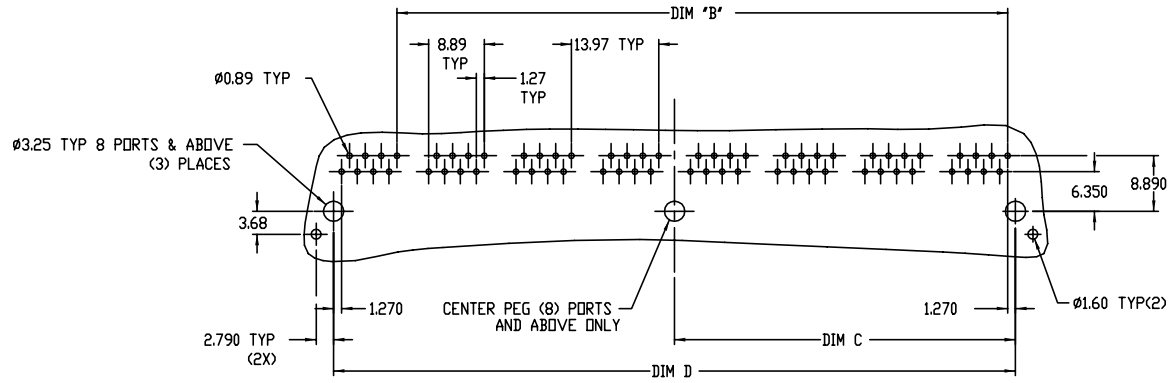 DIM "B"
8.89
TYP
13.97 TYP
1.27
TYP
ø0.89 TYP
ø3.25 TYP 8 PORTS & ABOVE
(3) PLACES
8.890
6.350
3.68
1.270
CENTER PEG (8) PORTS
AND ABOVE ONLY
1.270
ø1.60 TYP(2)
2.790 TYP
(2X)
DIM C
DIM D